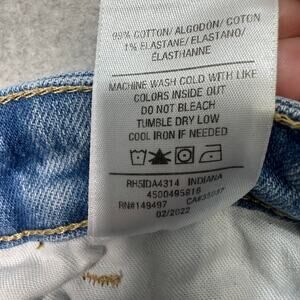 99% COTTON/ ALGODÓN/ COTON
1% ELASTANE/ ELASTANO/
ÉLASTHANNE
MACHINE WASH COLD WITH LIKE
COLORS INSIDE OUT
DO NOT BLEACH
TUMBLE DRY LOW
COOL IRON IF NEEDED
RHSIDA4314 INDIANA
4500495816
RN#149497
02/2022